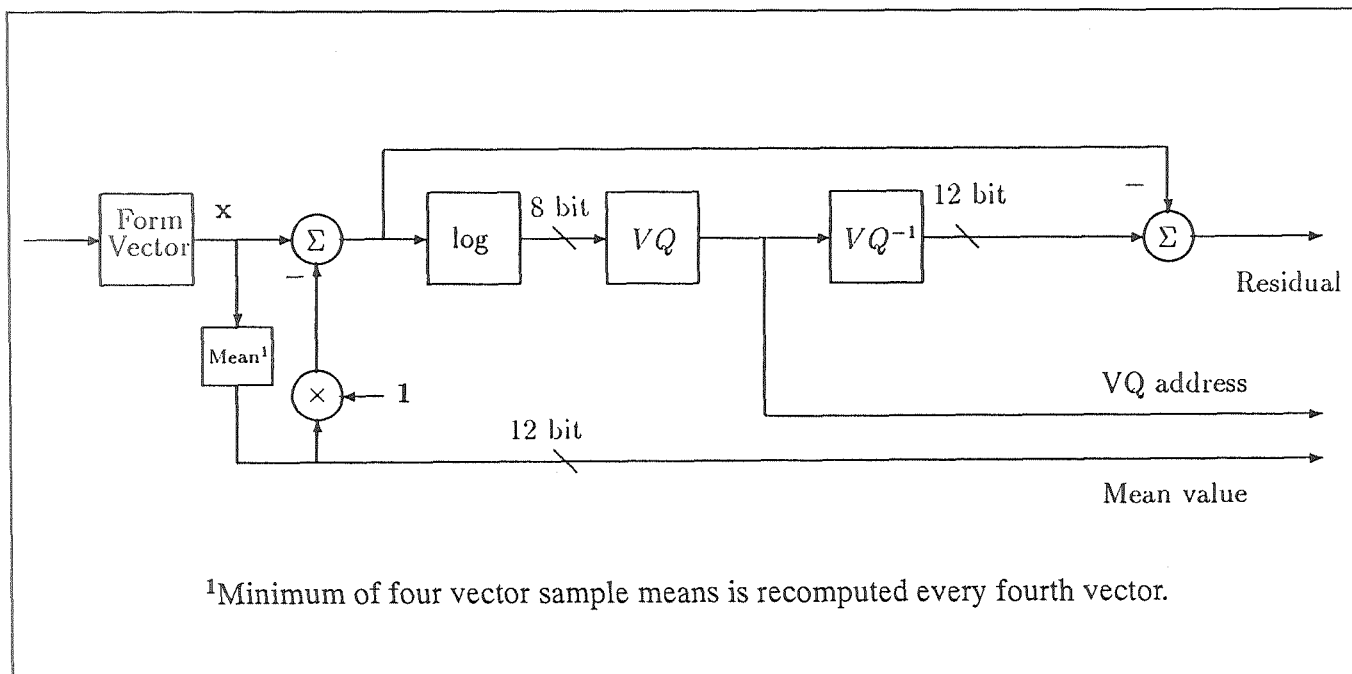 Form
Vector
x
Σ
−
log
8 bit
VQ
VQ⁻¹
12 bit
−
Σ
Residual
Mean¹
×
1
VQ address
12 bit
Mean value
¹Minimum of four vector sample means is recomputed every fourth vector.